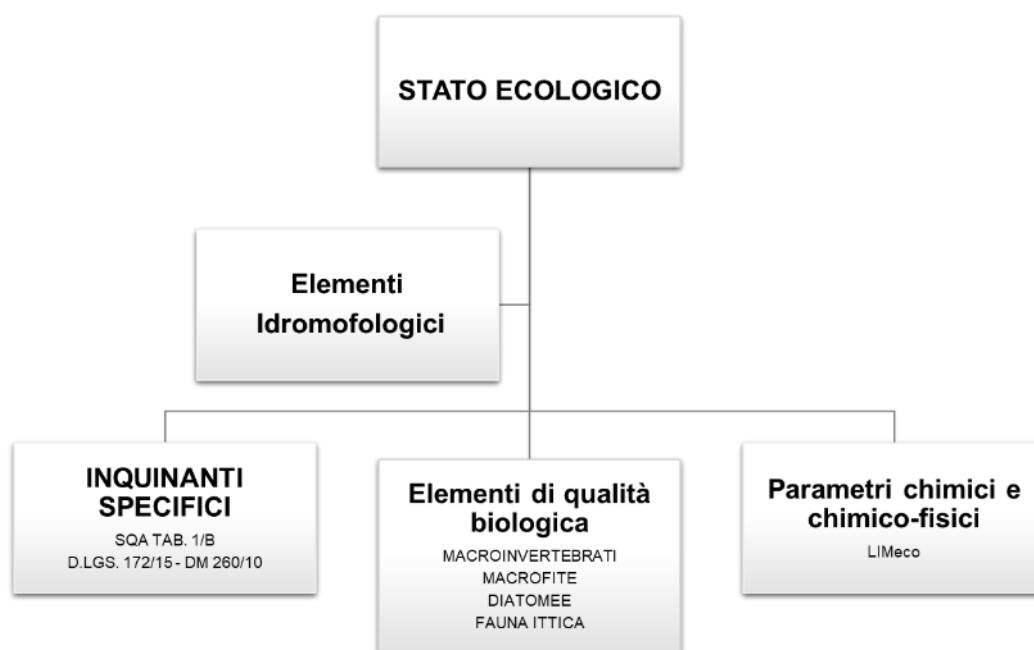 STATO ECOLOGICO
Elementi
Idromofologici
INQUINANTI
SPECIFICI
SQA TAB. 1/B
D.LGS. 172/15 - DM 260/10
Elementi di qualità
biologica
MACROINVERTEBRATI
MACROFITE
DIATOMEE
FAUNA ITTICA
Parametri chimici e
chimico-fisici
LIMeco